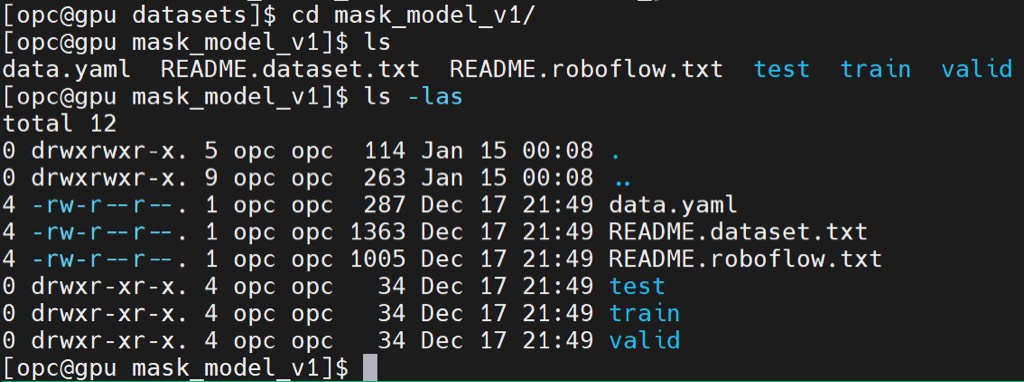 [opc@gpu datasets]$ cd mask_model_v1/
[opc@gpu mask_model_v1]$ ls
data.yaml  README.dataset.txt  README.roboflow.txt  test  train  valid
[opc@gpu mask_model_v1]$ ls -las
total 12
0 drwxrwxr-x. 5 opc opc  114 Jan 15 00:08 .
0 drwxrwxr-x. 9 opc opc  263 Jan 15 00:08 ..
4 -rw-r--r--. 1 opc opc  287 Dec 17 21:49 data.yaml
4 -rw-r--r--. 1 opc opc 1363 Dec 17 21:49 README.dataset.txt
4 -rw-r--r--. 1 opc opc 1005 Dec 17 21:49 README.roboflow.txt
0 drwxr-xr-x. 4 opc opc   34 Dec 17 21:49 test
0 drwxr-xr-x. 4 opc opc   34 Dec 17 21:49 train
0 drwxr-xr-x. 4 opc opc   34 Dec 17 21:49 valid
[opc@gpu mask_model_v1]$